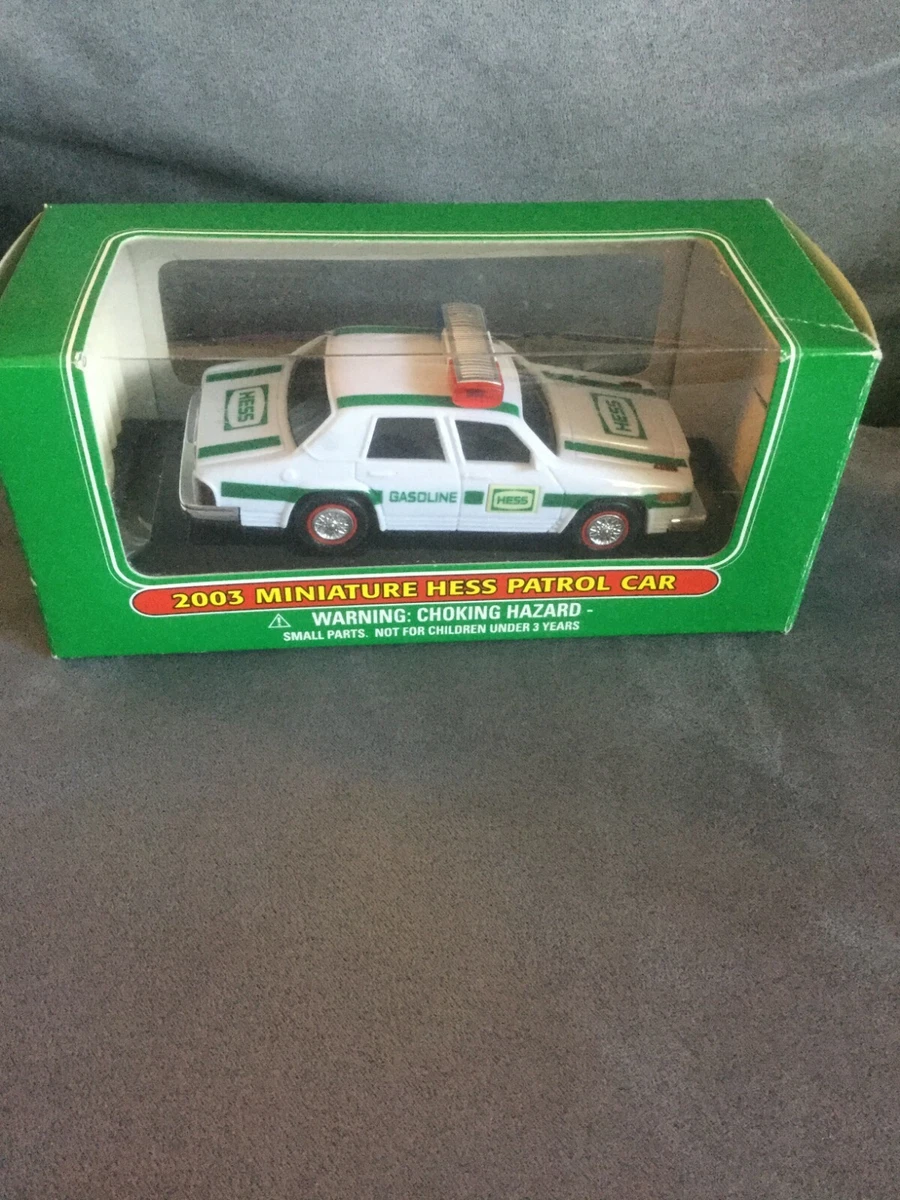 HESS
HESS
GASOLINE
HESS
2003 MINIATURE HESS PATROL CAR
WARNING: CHOKING HAZARD -
SMALL PARTS. NOT FOR CHILDREN UNDER 3 YEARS